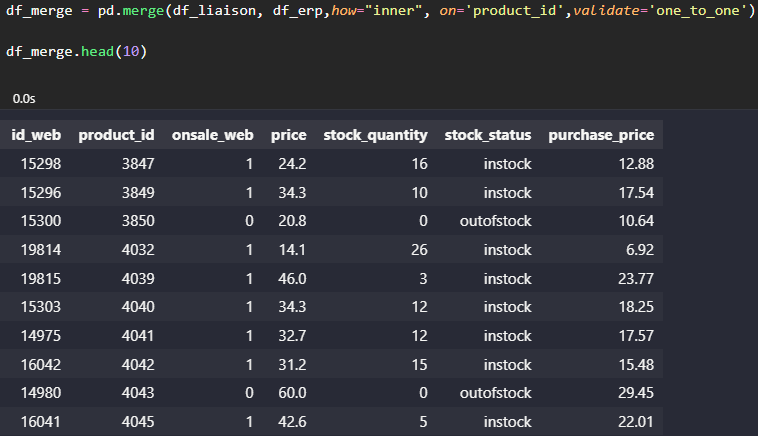 df_merge = pd.merge(df_liaison, df_erp,how="inner", on='product_id',validate='one_to_one')
df_merge.head(10)
0.0s
id_web product_id onsale_web price stock_quantity stock_status purchase_price
15298 3847 1 24.2 16 instock 12.88
15296 3849 1 34.3 10 instock 17.54
15300 3850 0 20.8 0 outofstock 10.64
19814 4032 1 14.1 26 instock 6.92
19815 4039 1 46.0 3 instock 23.77
15303 4040 1 34.3 12 instock 18.25
14975 4041 1 32.7 12 instock 17.57
16042 4042 1 31.2 15 instock 15.48
14980 4043 0 60.0 0 outofstock 29.45
16041 4045 1 42.6 5 instock 22.01